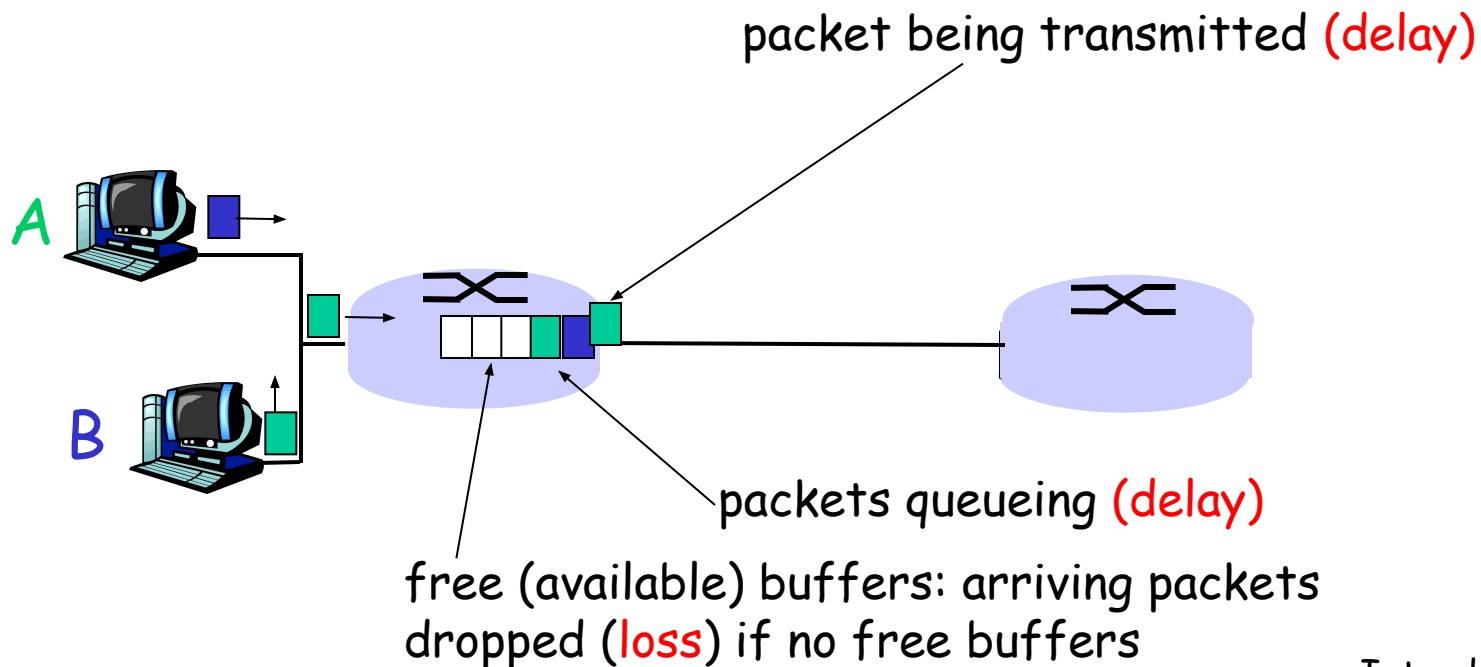 packet being transmitted (delay)
A
B
packets queueing (delay)
free (available) buffers: arriving packets
dropped (loss) if no free buffers